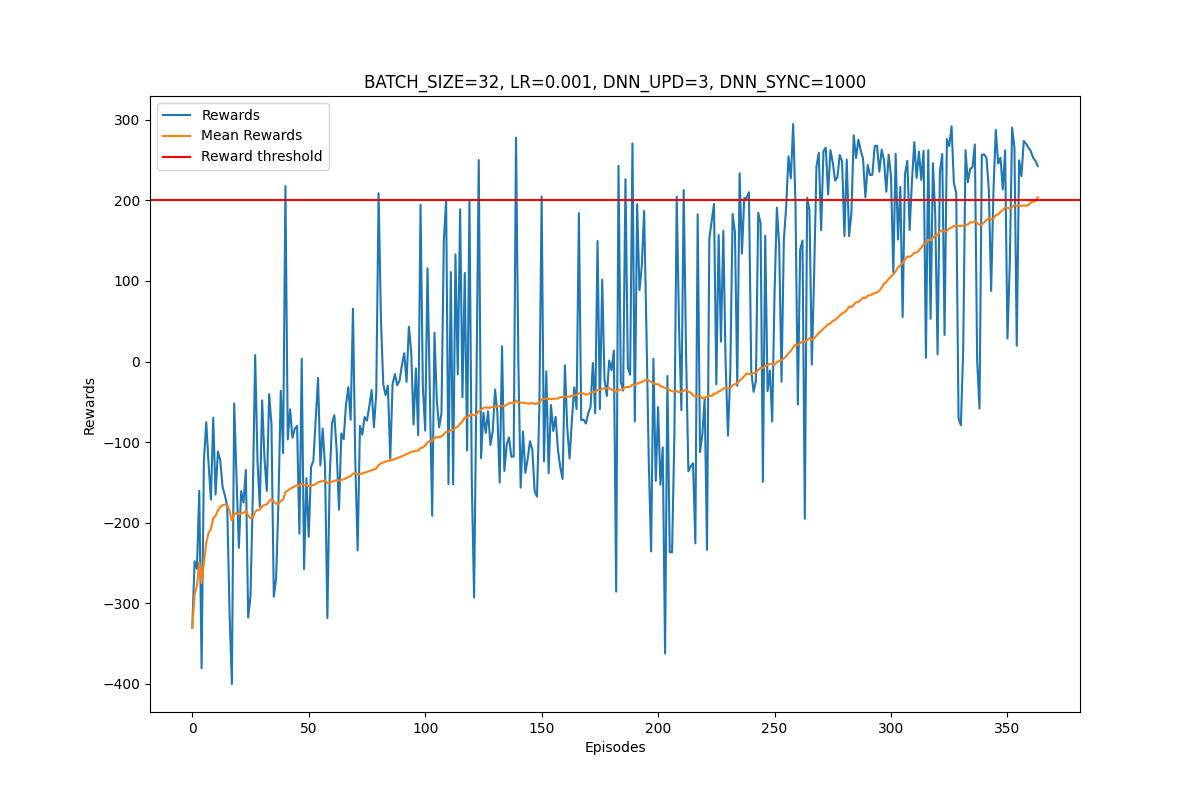 BATCH_SIZE=32, LR=0.001, DNN_UPD=3, DNN_SYNC=1000
Rewards
Mean Rewards
Reward threshold
300
200
100
0
−100
−200
−300
−400
Rewards
0 50 100 150 200 250 300 350
Episodes